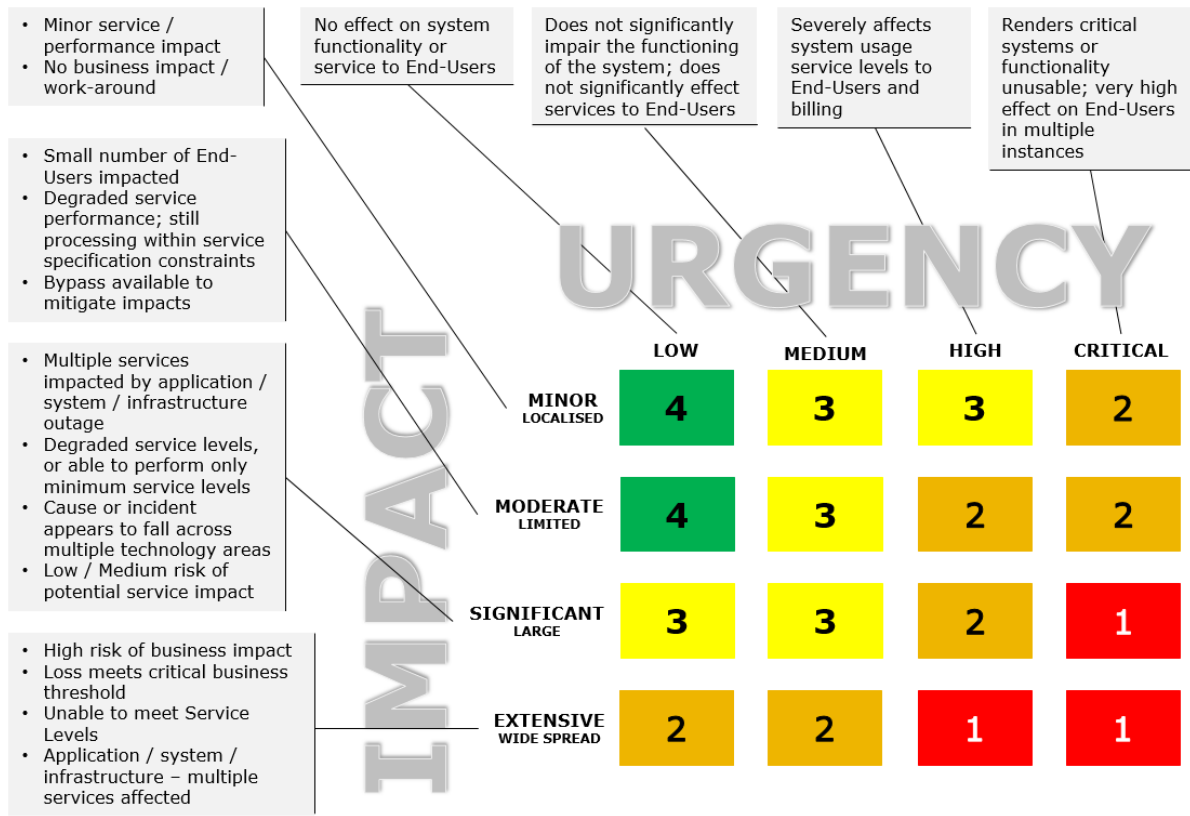 • Minor service /
performance impact
• No business impact /
work-around
No effect on system
functionality or
service to End-Users
Does not significantly
impair the functioning
of the system; does
not significantly effect
services to End-Users
Severely affects
system usage
service levels to
End-Users and
billing
Renders critical
systems or
functionality
unusable; very high
effect on End-Users
in multiple
instances
• Small number of End-
Users impacted
• Degraded service
performance; still
processing within service
specification constraints
• Bypass available to
mitigate impacts
• Multiple services
impacted by application /
system / infrastructure
outage
• Degraded service levels,
or able to perform only
minimum service levels
• Cause or incident
appears to fall across
multiple technology areas
• Low / Medium risk of
potential service impact
• High risk of business impact
• Loss meets critical business
threshold
• Unable to meet Service
Levels
• Application / system /
infrastructure – multiple
services affected
URGENCY
IMPACT
LOW MEDIUM HIGH CRITICAL
MINOR
LOCALISED
4 3 3 2
MODERATE
LIMITED
4 3 2 2
SIGNIFICANT
LARGE
3 3 2 1
EXTENSIVE
WIDE SPREAD
2 2 1 1